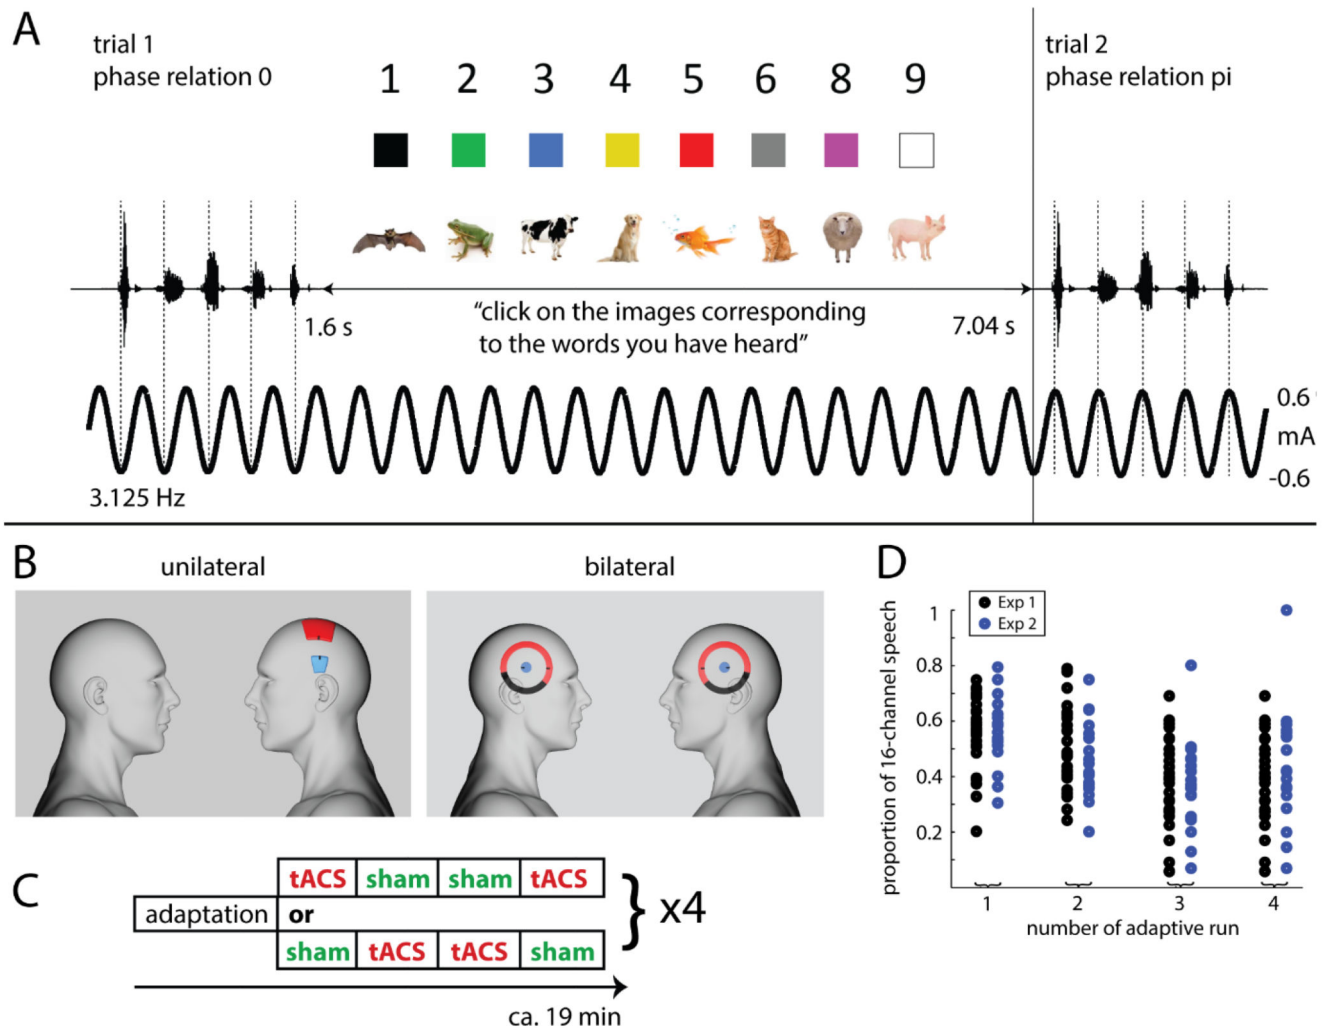 A
trial 1
phase relation 0
1 2 3 4 5 6 8 9
trial 2
phase relation pi
1.6 s
"click on the images corresponding
to the words you have heard"
7.04 s
3.125 Hz
0.6
mA
-0.6
B
unilateral
bilateral
C
tACS sham sham tACS
adaptation or
sham tACS tACS sham
} x4
ca. 19 min
D
Exp 1
Exp 2
proportion of 16-channel speech
1
0.8
0.6
0.4
0.2
1 2 3 4
number of adaptive run